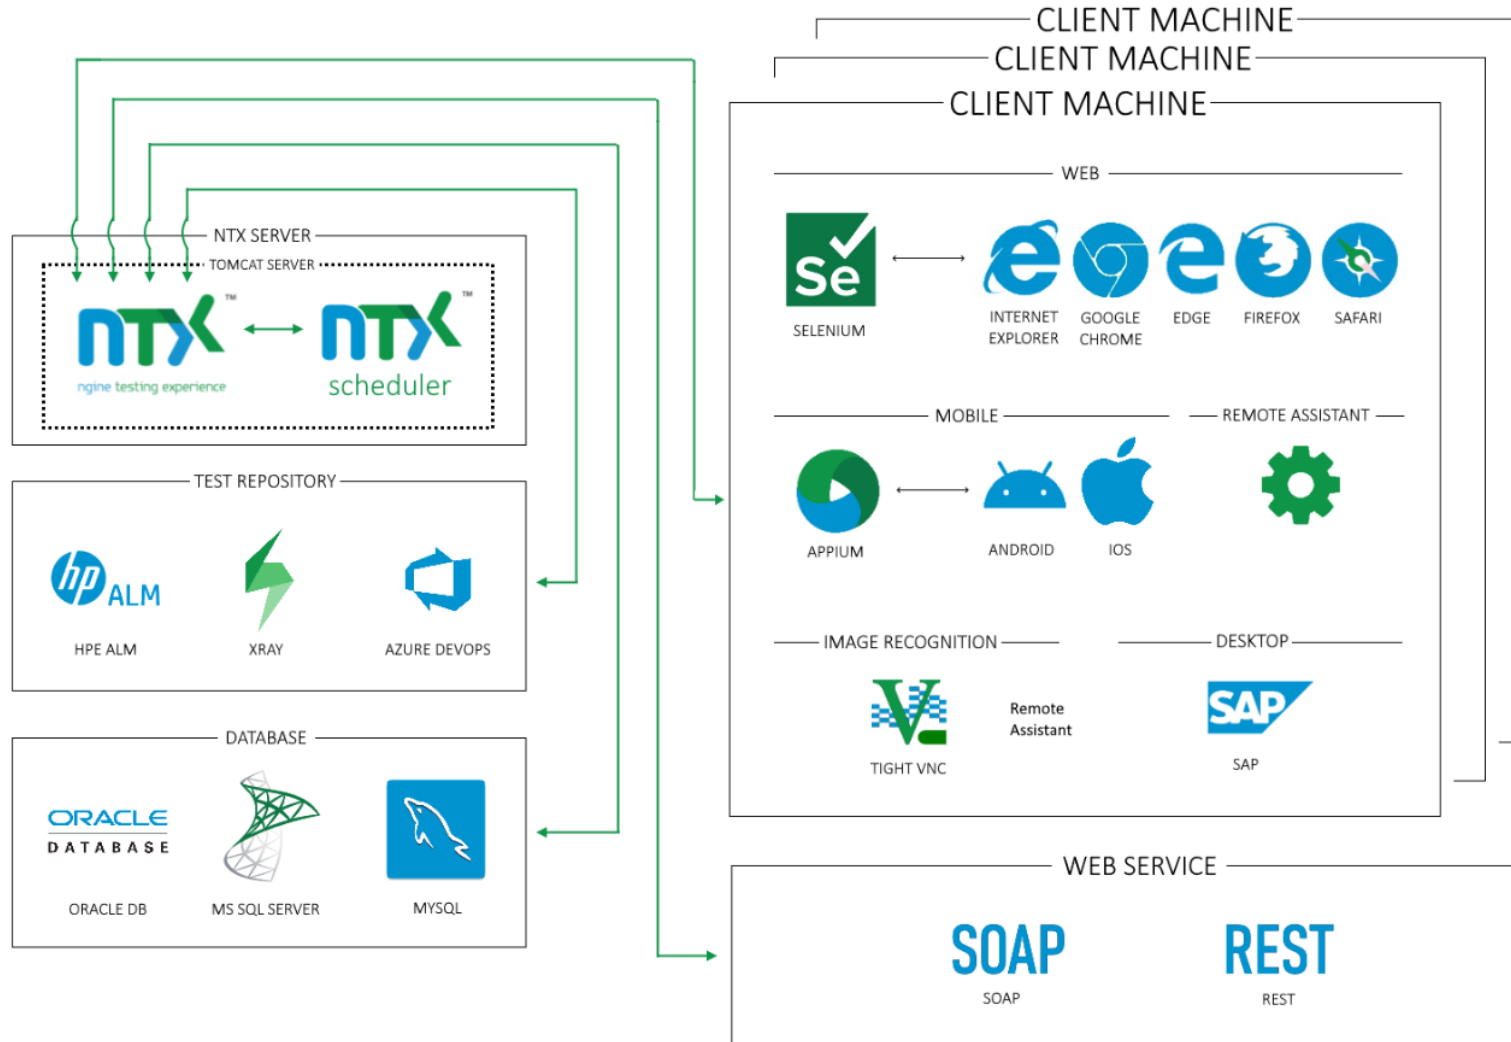 CLIENT MACHINE
CLIENT MACHINE
CLIENT MACHINE
NTX SERVER
TOMCAT SERVER
nTX™
ngine testing experience
nTX™
scheduler
TEST REPOSITORY
hp ALM
HPE ALM
XRAY
AZURE DEVOPS
DATABASE
ORACLE
DATABASE
ORACLE DB
MS SQL SERVER
MYSQL
WEB
Se
SELENIUM
INTERNET
EXPLORER
GOOGLE
CHROME
EDGE
FIREFOX
SAFARI
MOBILE
APPIUM
ANDROID
IOS
REMOTE ASSISTANT
IMAGE RECOGNITION
TIGHT VNC
Remote
Assistant
DESKTOP
SAP
SAP
WEB SERVICE
SOAP
SOAP
REST
REST